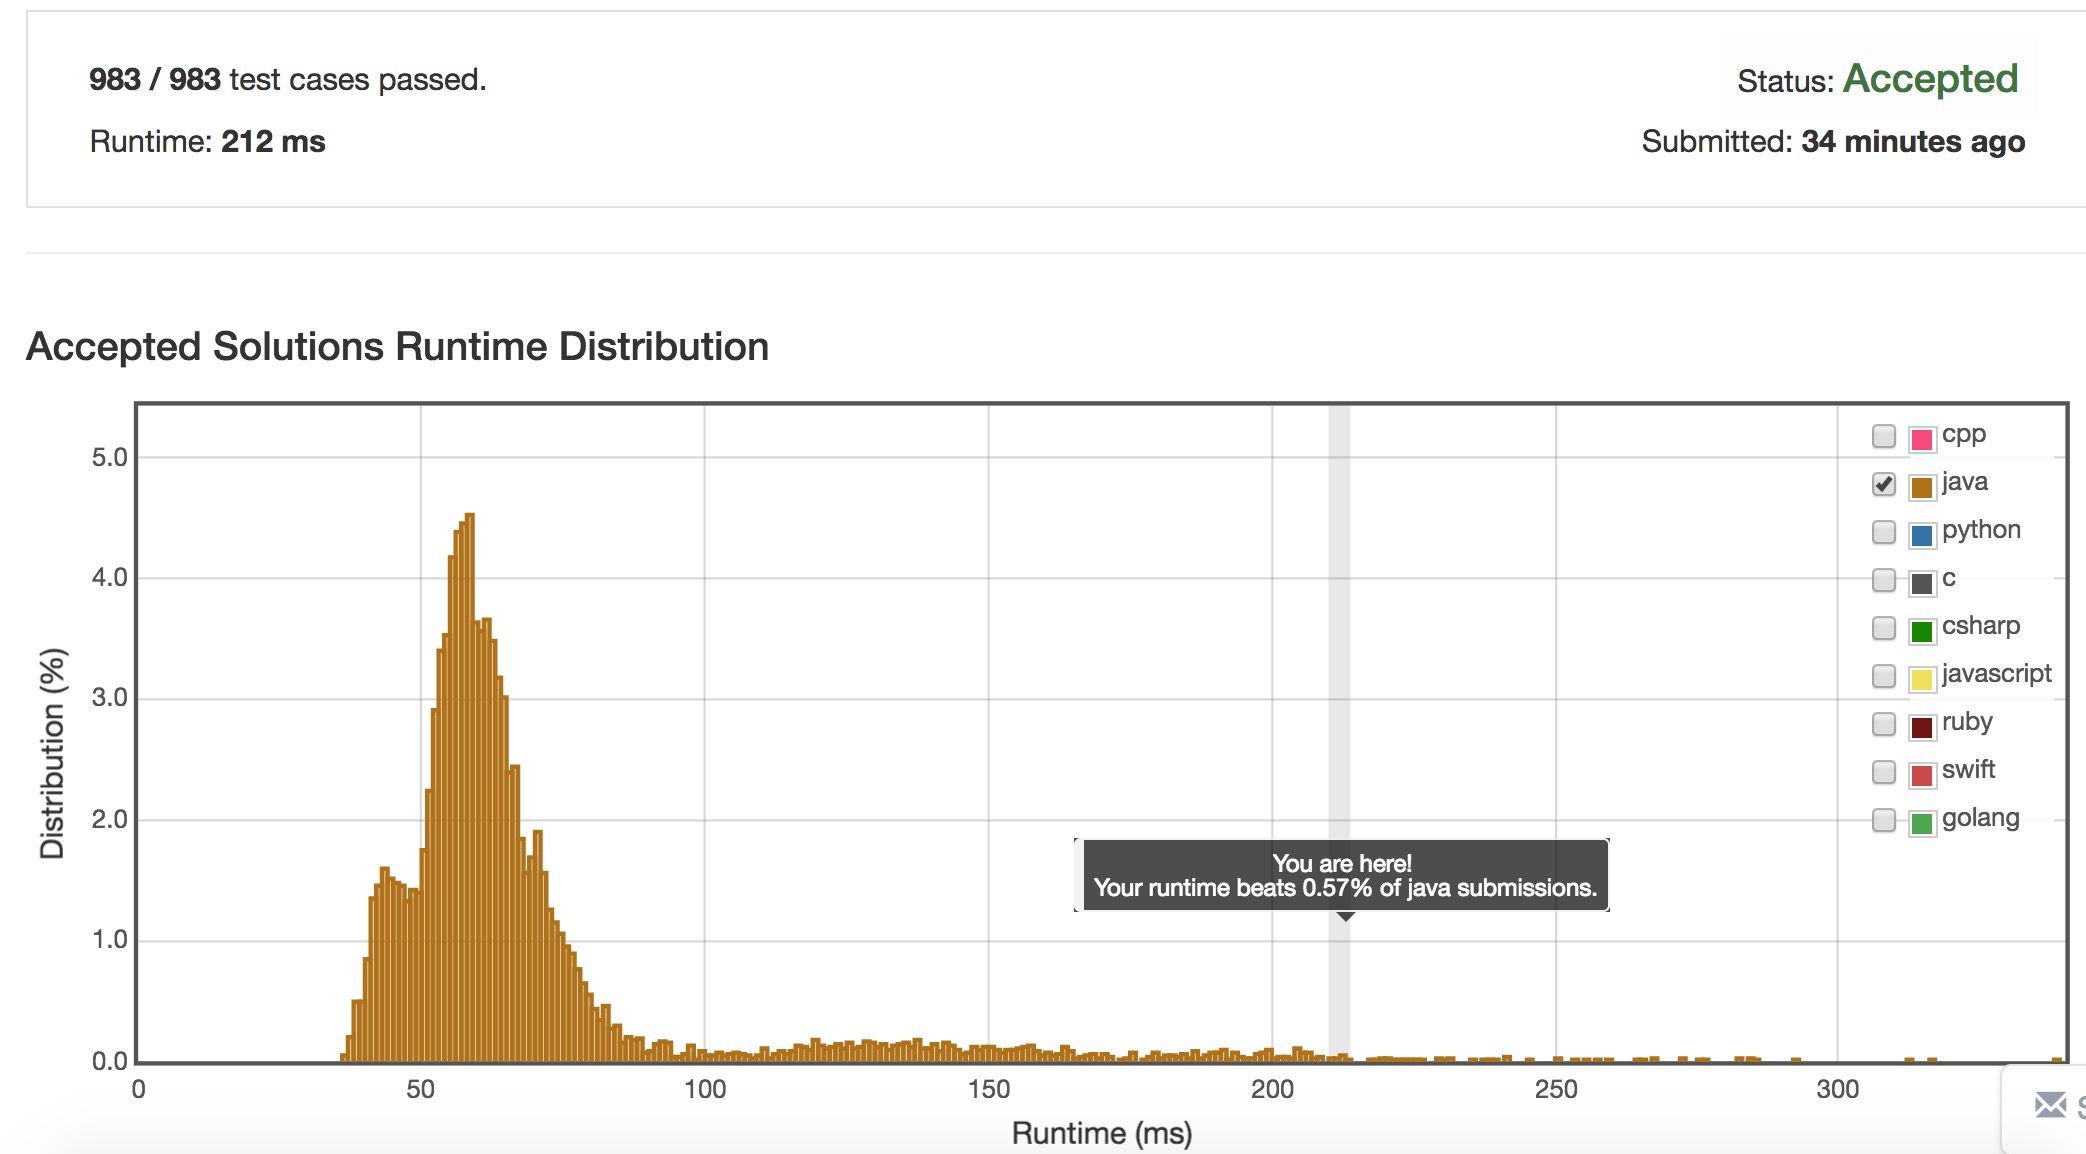 983 / 983 test cases passed.
Status: Accepted
Runtime: 212 ms
Submitted: 34 minutes ago
Accepted Solutions Runtime Distribution
Distribution (%)
5.0
4.0
3.0
2.0
1.0
0.0
cpp
java
python
c
csharp
javascript
ruby
swift
golang
You are here!
Your runtime beats 0.57% of java submissions.
0 50 100 150 200 250 300
Runtime (ms)